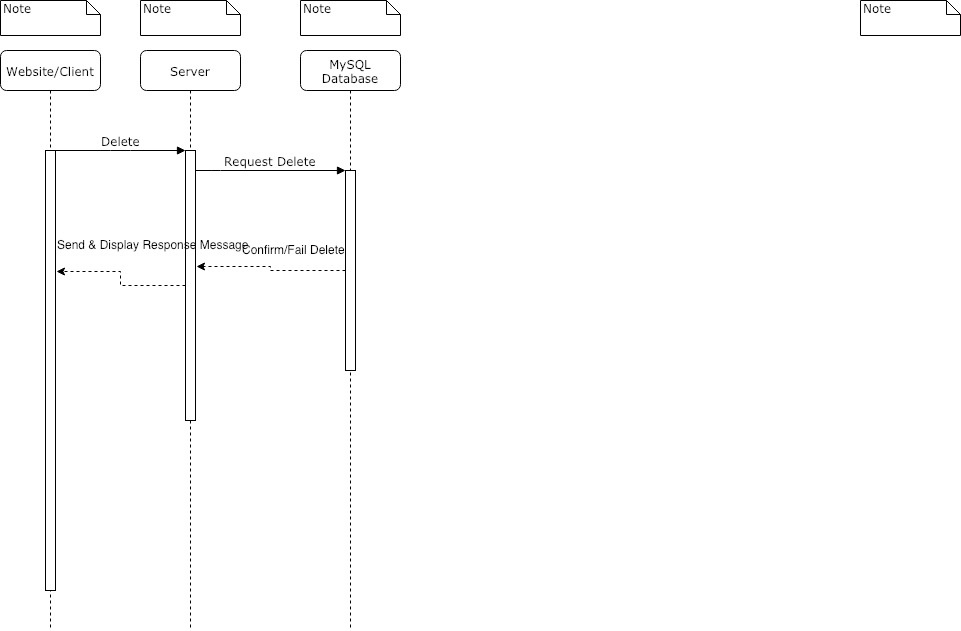 Note
Note
Note
Note
Website/Client
Server
MySQL
Database
Delete
Request Delete
Send & Display Response Message
Confirm/Fail Delete